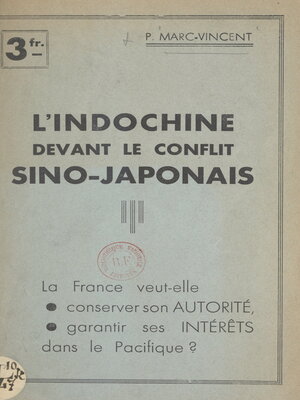 3 fr.
P. MARC-VINCENT
L'INDOCHINE
DEVANT LE CONFLIT
SINO-JAPONAIS
B.F
La France veut-elle
● conserver son AUTORITÉ,
● garantir ses INTÉRÊTS
dans le Pacifique ?